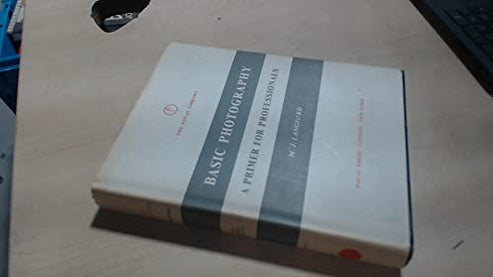 THE FOCAL LIBRARY
BASIC PHOTOGRAPHY
A PRIMER FOR PROFESSIONALS
M. J. LANGFORD
FOCAL PRESS LONDON NEW YORK